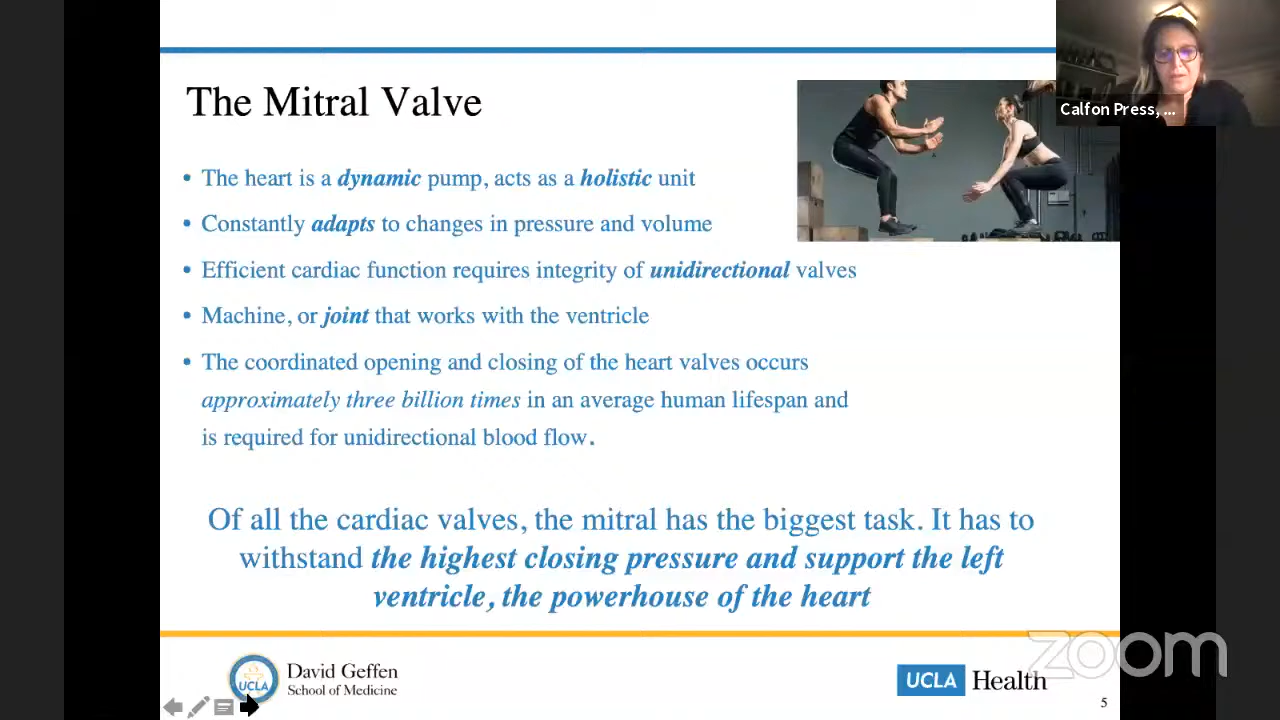 The Mitral Valve
Calfon Press, ...
• The heart is a dynamic pump, acts as a holistic unit
• Constantly adapts to changes in pressure and volume
• Efficient cardiac function requires integrity of unidirectional valves
• Machine, or joint that works with the ventricle
• The coordinated opening and closing of the heart valves occurs
approximately three billion times in an average human lifespan and
is required for unidirectional blood flow.
Of all the cardiac valves, the mitral has the biggest task. It has to
withstand the highest closing pressure and support the left
ventricle, the powerhouse of the heart
UCLA
David Geffen
School of Medicine
UCLA Health
zoom
5